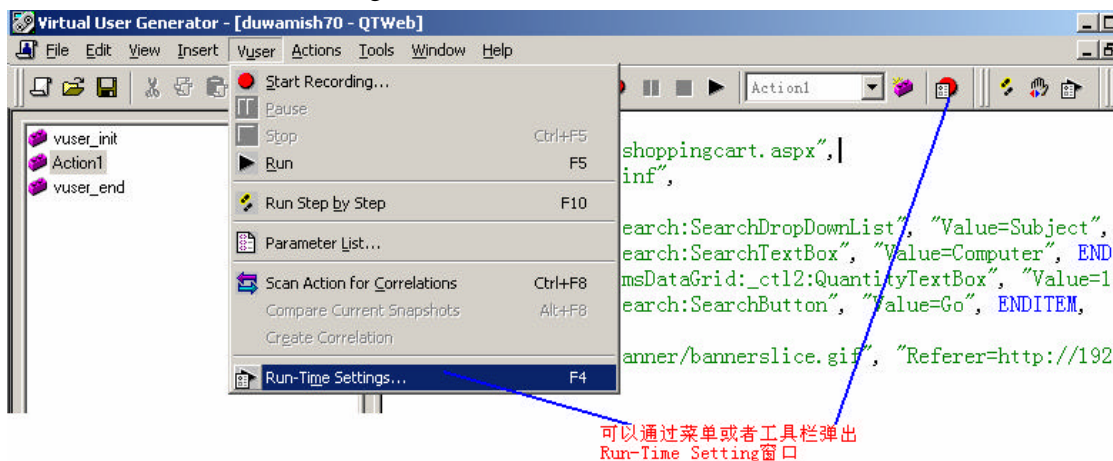 Virtual User Generator - [duwamish70 - QTWeb]
File Edit View Insert Vuser Actions Tools Window Help
Action1
vuser_init
Action1
vuser_end
Start Recording...
Pause
Stop Ctrl+F5
Run F5
Run Step by Step F10
Parameter List...
Scan Action for Correlations Ctrl+F8
Compare Current Snapshots Alt+F8
Create Correlation
Run-Time Settings... F4
shoppingcart.aspx",
inf",
earch:SearchDropDownList", "Value=Subject",
earch:SearchTextBox", "Value=Computer", END
msDataGrid:_ctl2:QuantityTextBox", "Value=1
earch:SearchButton", "Value=Go", ENDITEM,
anner/bannerslice.gif", "Referer=http://192
可以通过菜单或者工具栏弹出
Run-Time Setting窗口